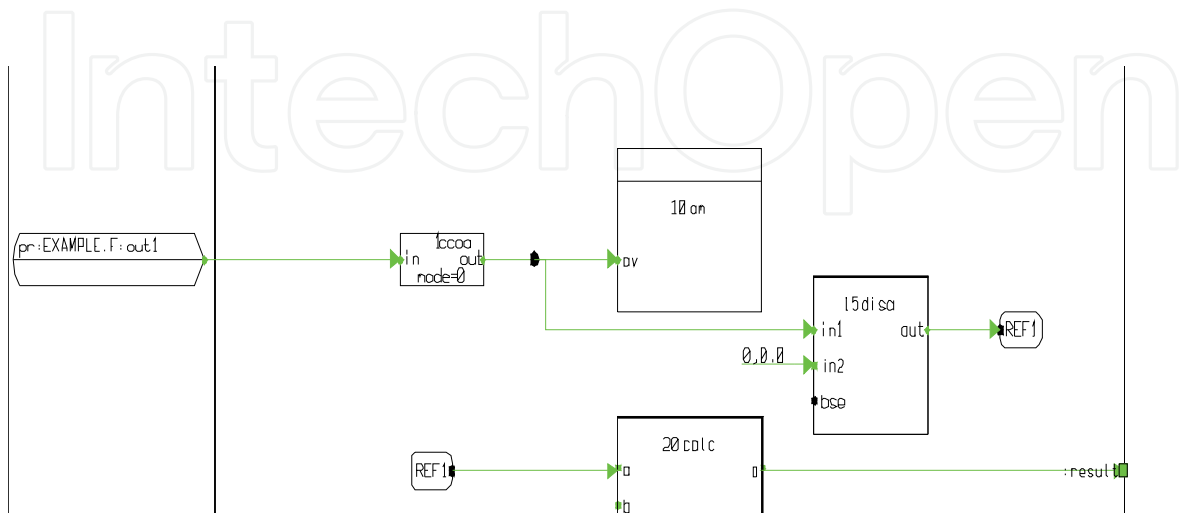 IntechOpen
10 am
pr:EXAMPLE.F:out1
1ccoa
in out
mode=0
pv
15disa
in1 out
REF1
0,0.0
in2
bse
20calc
REF1
:result
b